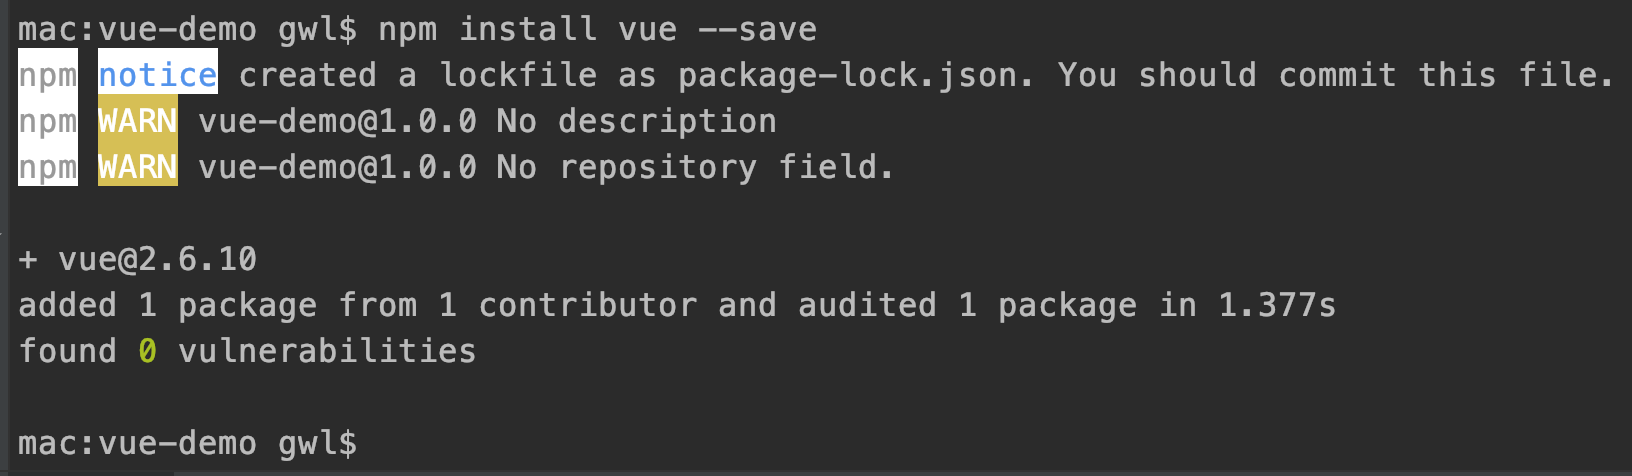 mac:vue-demo gwl$ npm install vue --save
npm notice created a lockfile as package-lock.json. You should commit this file.
npm WARN vue-demo@1.0.0 No description
npm WARN vue-demo@1.0.0 No repository field.
+ vue@2.6.10
added 1 package from 1 contributor and audited 1 package in 1.377s
found 0 vulnerabilities
mac:vue-demo gwl$